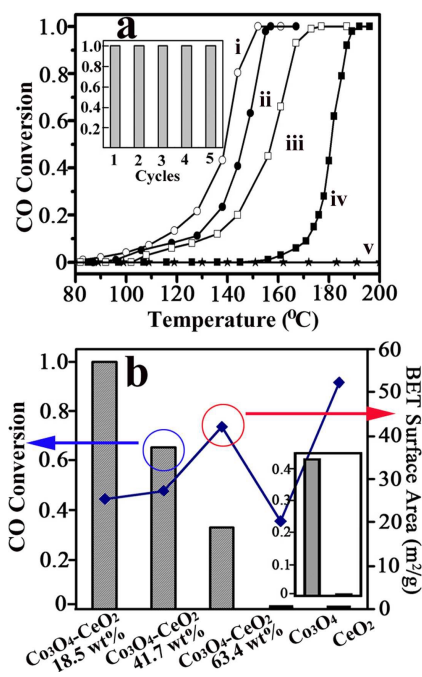 a
i
ii
iii
iv
v
CO Conversion
1.0
0.8
0.6
0.4
0.2
0
1.0
0.8
0.6
0.4
0.2
1 2 3 4 5
Cycles
80 100 120 140 160 180 200
Temperature (⁰C)
b
CO Conversion
1.0
0.8
0.6
0.4
0.2
0
BET Surface Area (m²/g)
60
50
40
30
20
10
0
0.4
0.3
0.2
0.1
0
Co₃O₄-CeO₂
18.5 wt%
Co₃O₄-CeO₂
41.7 wt%
Co₃O₄-CeO₂
63.4 wt%
Co₃O₄
CeO₂